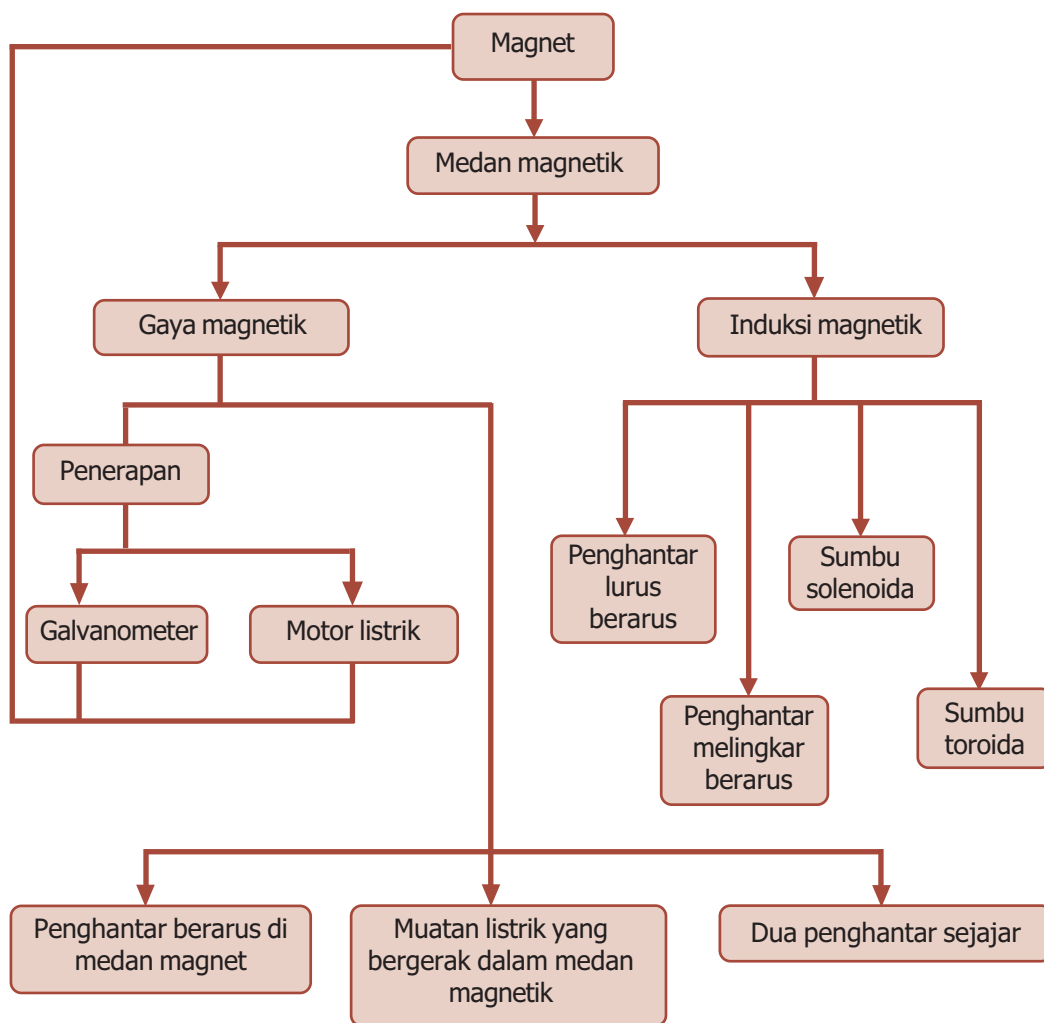 Magnet
Medan magnetik
Gaya magnetik
Induksi magnetik
Penerapan
Galvanometer
Motor listrik
Penghantar
lurus
berarus
Sumbu
solenoida
Penghantar
melingkar
berarus
Sumbu
toroida
Penghantar berarus di
medan magnet
Muatan listrik yang
bergerak dalam medan
magnetik
Dua penghantar sejajar